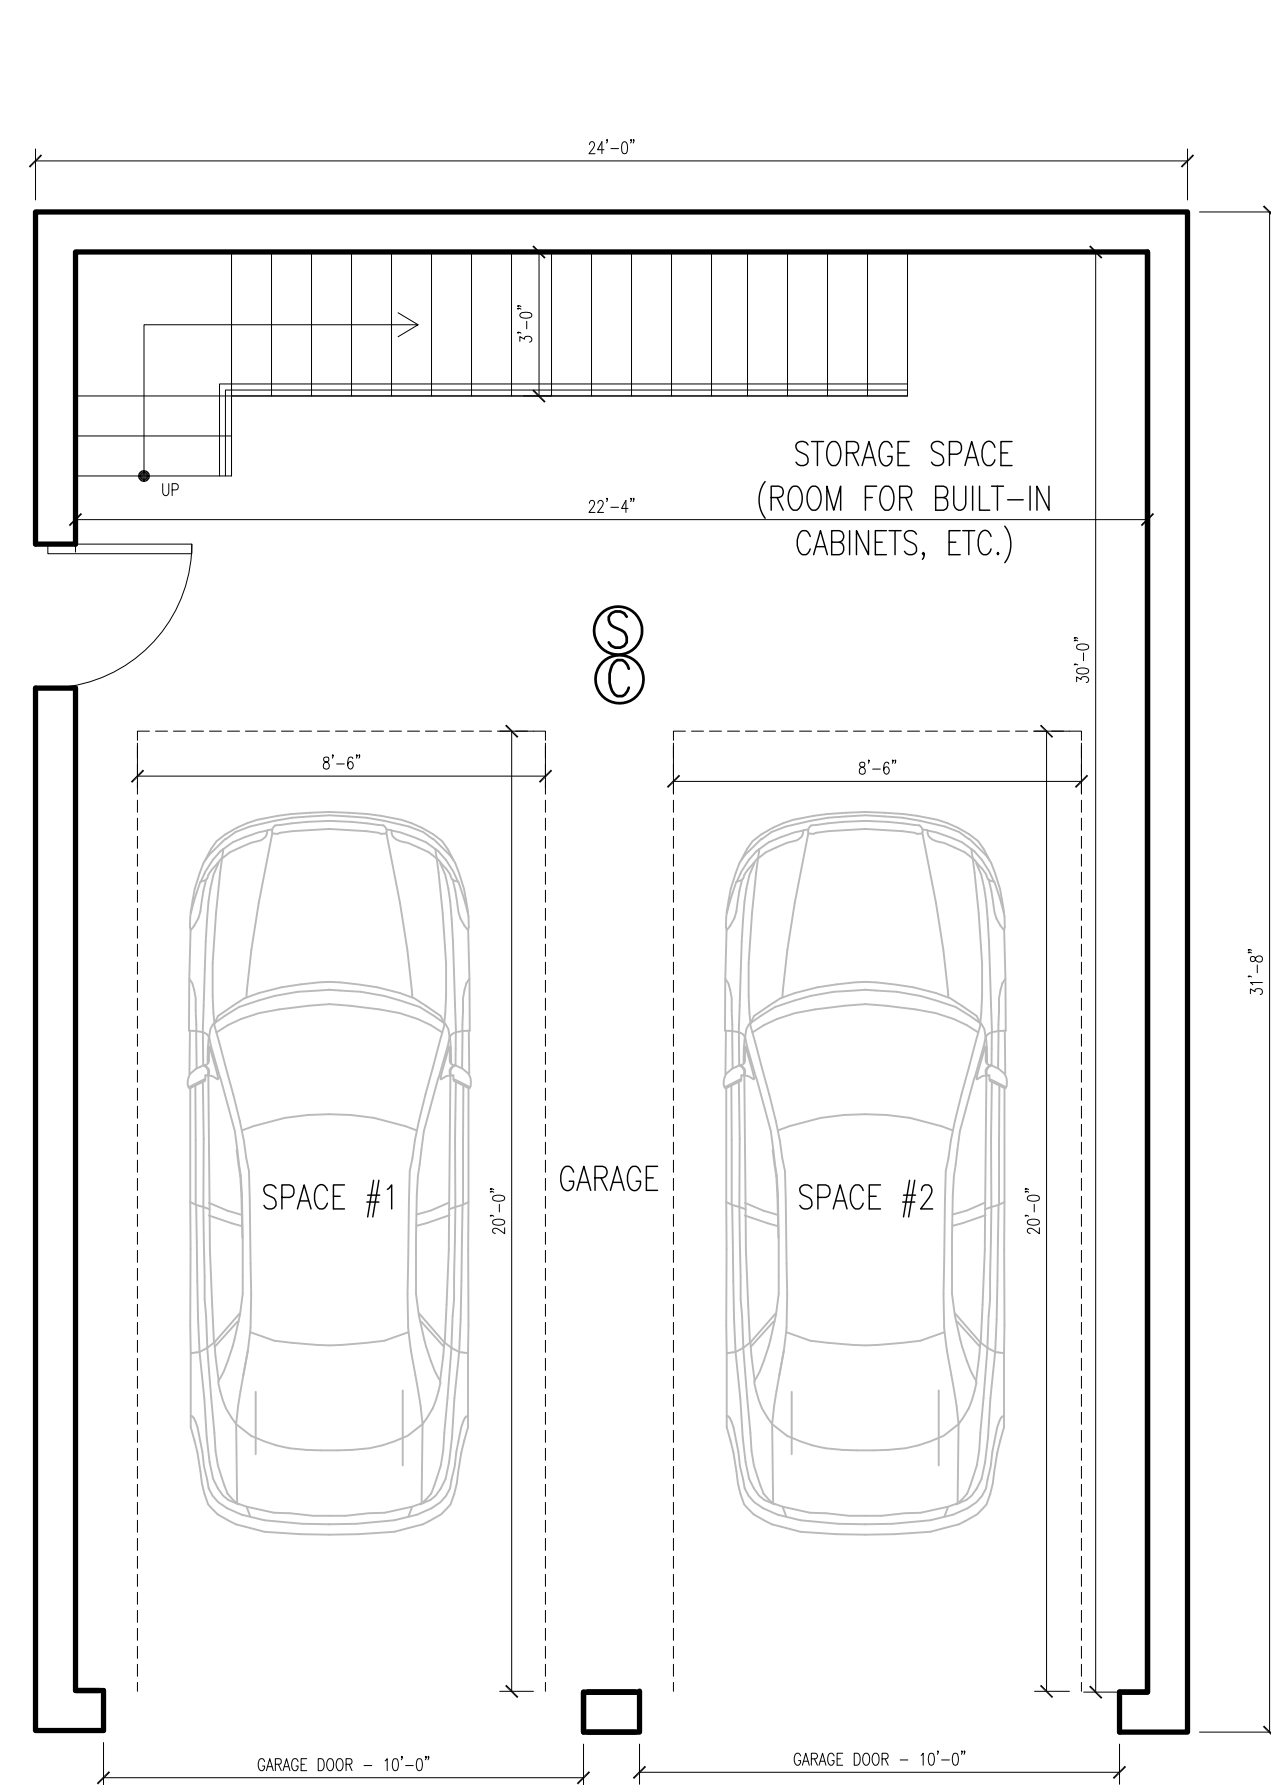 24'-0"
3'-0"
UP
STORAGE SPACE
(ROOM FOR BUILT-IN
CABINETS, ETC.)
22'-4"
S
C
30'-0"
8'-6"
8'-6"
31'-8"
GARAGE
SPACE #1
SPACE #2
20'-0"
20'-0"
GARAGE DOOR - 10'-0"
GARAGE DOOR - 10'-0"